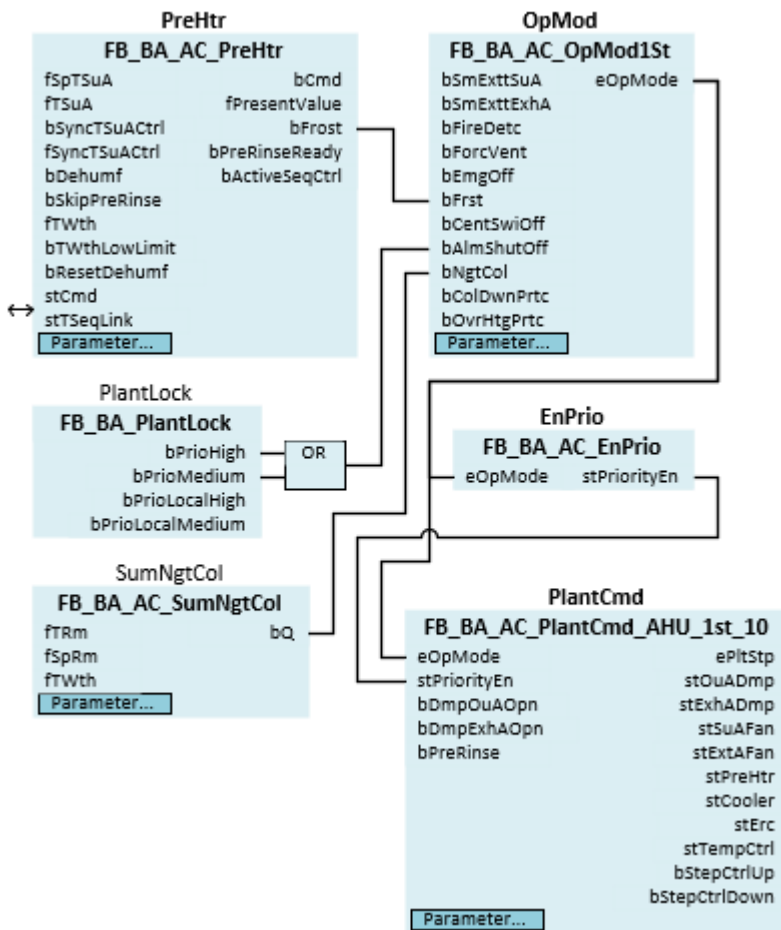 PreHtr
FB_BA_AC_PreHtr
fSpTSuA bCmd
fTSuA fPresentValue
bSyncTSuACtrl bFrost
fSyncTSuACtrl bPreRinseReady
bDehumf bActiveSeqCtrl
bSkipPreRinse
fTWth
bTWthLowLimit
bResetDehumf
stCmd
stTSeqLink
Parameter...
OpMod
FB_BA_AC_OpMod1St
bSmExttSuA eOpMode
bSmExttExhA
bFireDetc
bForcVent
bEmgOff
bFrst
bCentSwiOff
bAlmShutOff
bNgtCol
bColDwnPrtc
bOvrHtgPrtc
Parameter...
PlantLock
FB_BA_PlantLock
bPrioHigh
bPrioMedium
bPrioLocalHigh
bPrioLocalMedium
OR
EnPrio
FB_BA_AC_EnPrio
eOpMode stPriorityEn
SumNgtCol
FB_BA_AC_SumNgtCol
fTRm bQ
fSpRm
fTWth
Parameter...
PlantCmd
FB_BA_AC_PlantCmd_AHU_1st_10
eOpMode ePltStp
stPriorityEn stOuADmp
bDmpOuAOpn stExhADmp
bDmpExhAOpn stSuAFan
bPreRinse stExtAFan
stPreHtr
stCooler
stErc
stTempCtrl
bStepCtrlUp
bStepCtrlDown
Parameter...